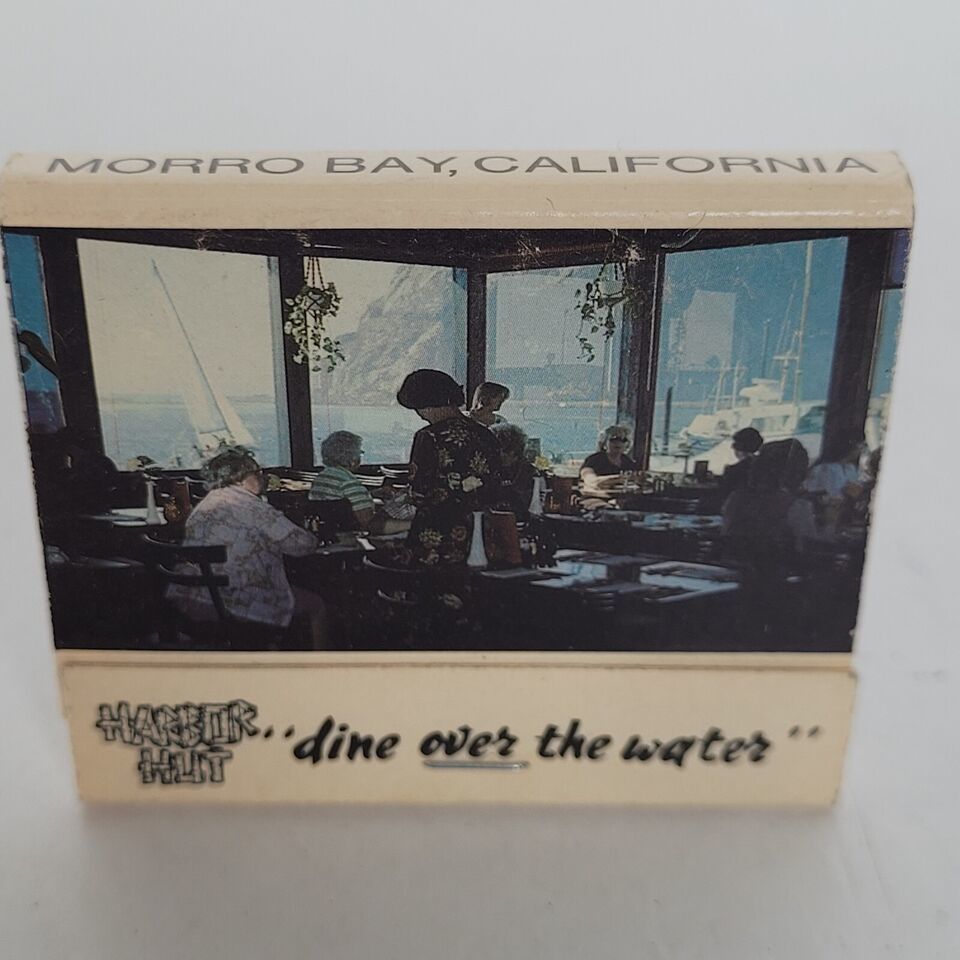 MORRO BAY, CALIFORNIA
HARBOR
HUT
"dine over the water"